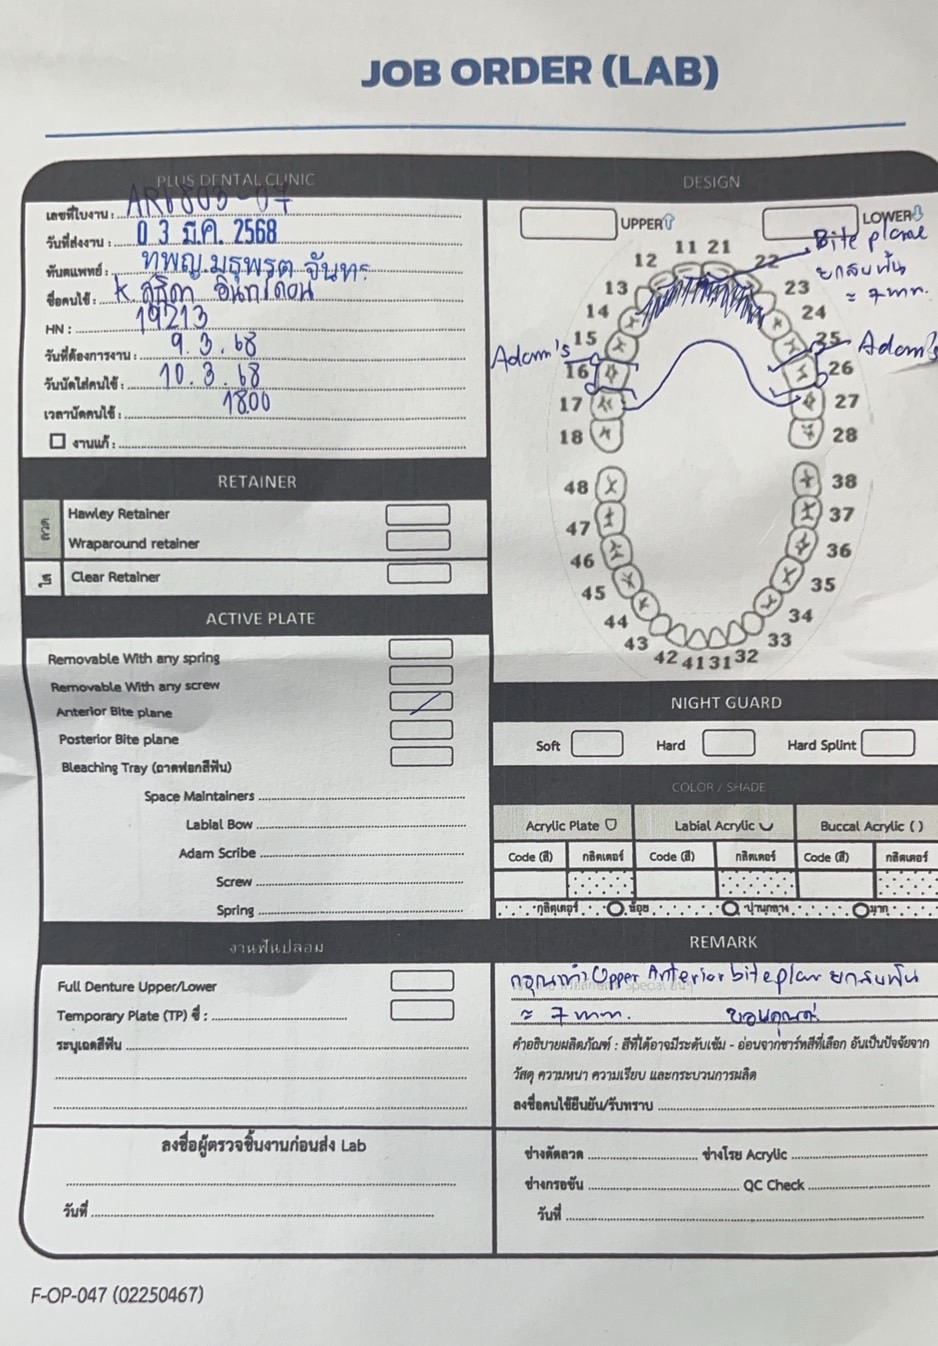 JOB ORDER (LAB)
PLUS DENTAL CLINIC
เลขที่ใบงาน : AR6803-07
วันที่ส่งงาน : 0 3 มี.ค. 2568
ทันตแพทย์ : ทพญ.มธุพรต จันทะ
ชื่อคนไข้ : K.
HN : 19213
วันที่ต้องการงาน : 9.3.68
วันนัดใส่คนไข้ : 10.3.68
เวลานัดคนไข้ : 18.00
งานแก้ :
DESIGN
UPPER
LOWER
Bite plane
ยกสบฟัน
≈ 7 mm.
Adam's
Adam's
11 21
12 22
13 23
14 24
15 25
16 26
17 27
18 28
48 38
47 37
46 36
45 35
44 34
43 33
42 41 31 32
RETAINER
ลวด
Hawley Retainer
Wraparound retainer
ใส
Clear Retainer
ACTIVE PLATE
Removable With any spring
Removable With any screw
Anterior Bite plane
Posterior Bite plane
Bleaching Tray (ถาดฟอกสีฟัน)
Space Maintainers
Labial Bow
Adam Scribe
Screw
Spring
NIGHT GUARD
Soft Hard Hard Splint
COLOR / SHADE
Acrylic Plate Labial Acrylic Buccal Acrylic ( )
Code (สี) กลิตเตอร์ Code (สี) กลิตเตอร์ Code (สี) กลิตเตอร์
กลิตเตอร์ น้อย ปานกลาง มาก
งานฟันปลอม
Full Denture Upper/Lower
Temporary Plate (TP) ซี่ :
ระบุเฉดสีฟัน
REMARK
กรุณาทำ Upper Anterior bite plane ยกสบฟัน
≈ 7 mm. ขอบคุณค่ะ
คำอธิบายผลิตภัณฑ์ : สีที่ได้อาจมีระดับเข้ม - อ่อนจากชาร์ทสีที่เลือก อันเป็นปัจจัยจาก
วัสดุ ความหนา ความเรียบ และกระบวนการผลิต
ลงชื่อคนไข้ยืนยัน/รับทราบ
ลงชื่อผู้ตรวจชิ้นงานก่อนส่ง Lab
วันที่
ช่างดัดลวด ช่างโรย Acrylic
ช่างกรอขัน QC Check
วันที่
F-OP-047 (02250467)